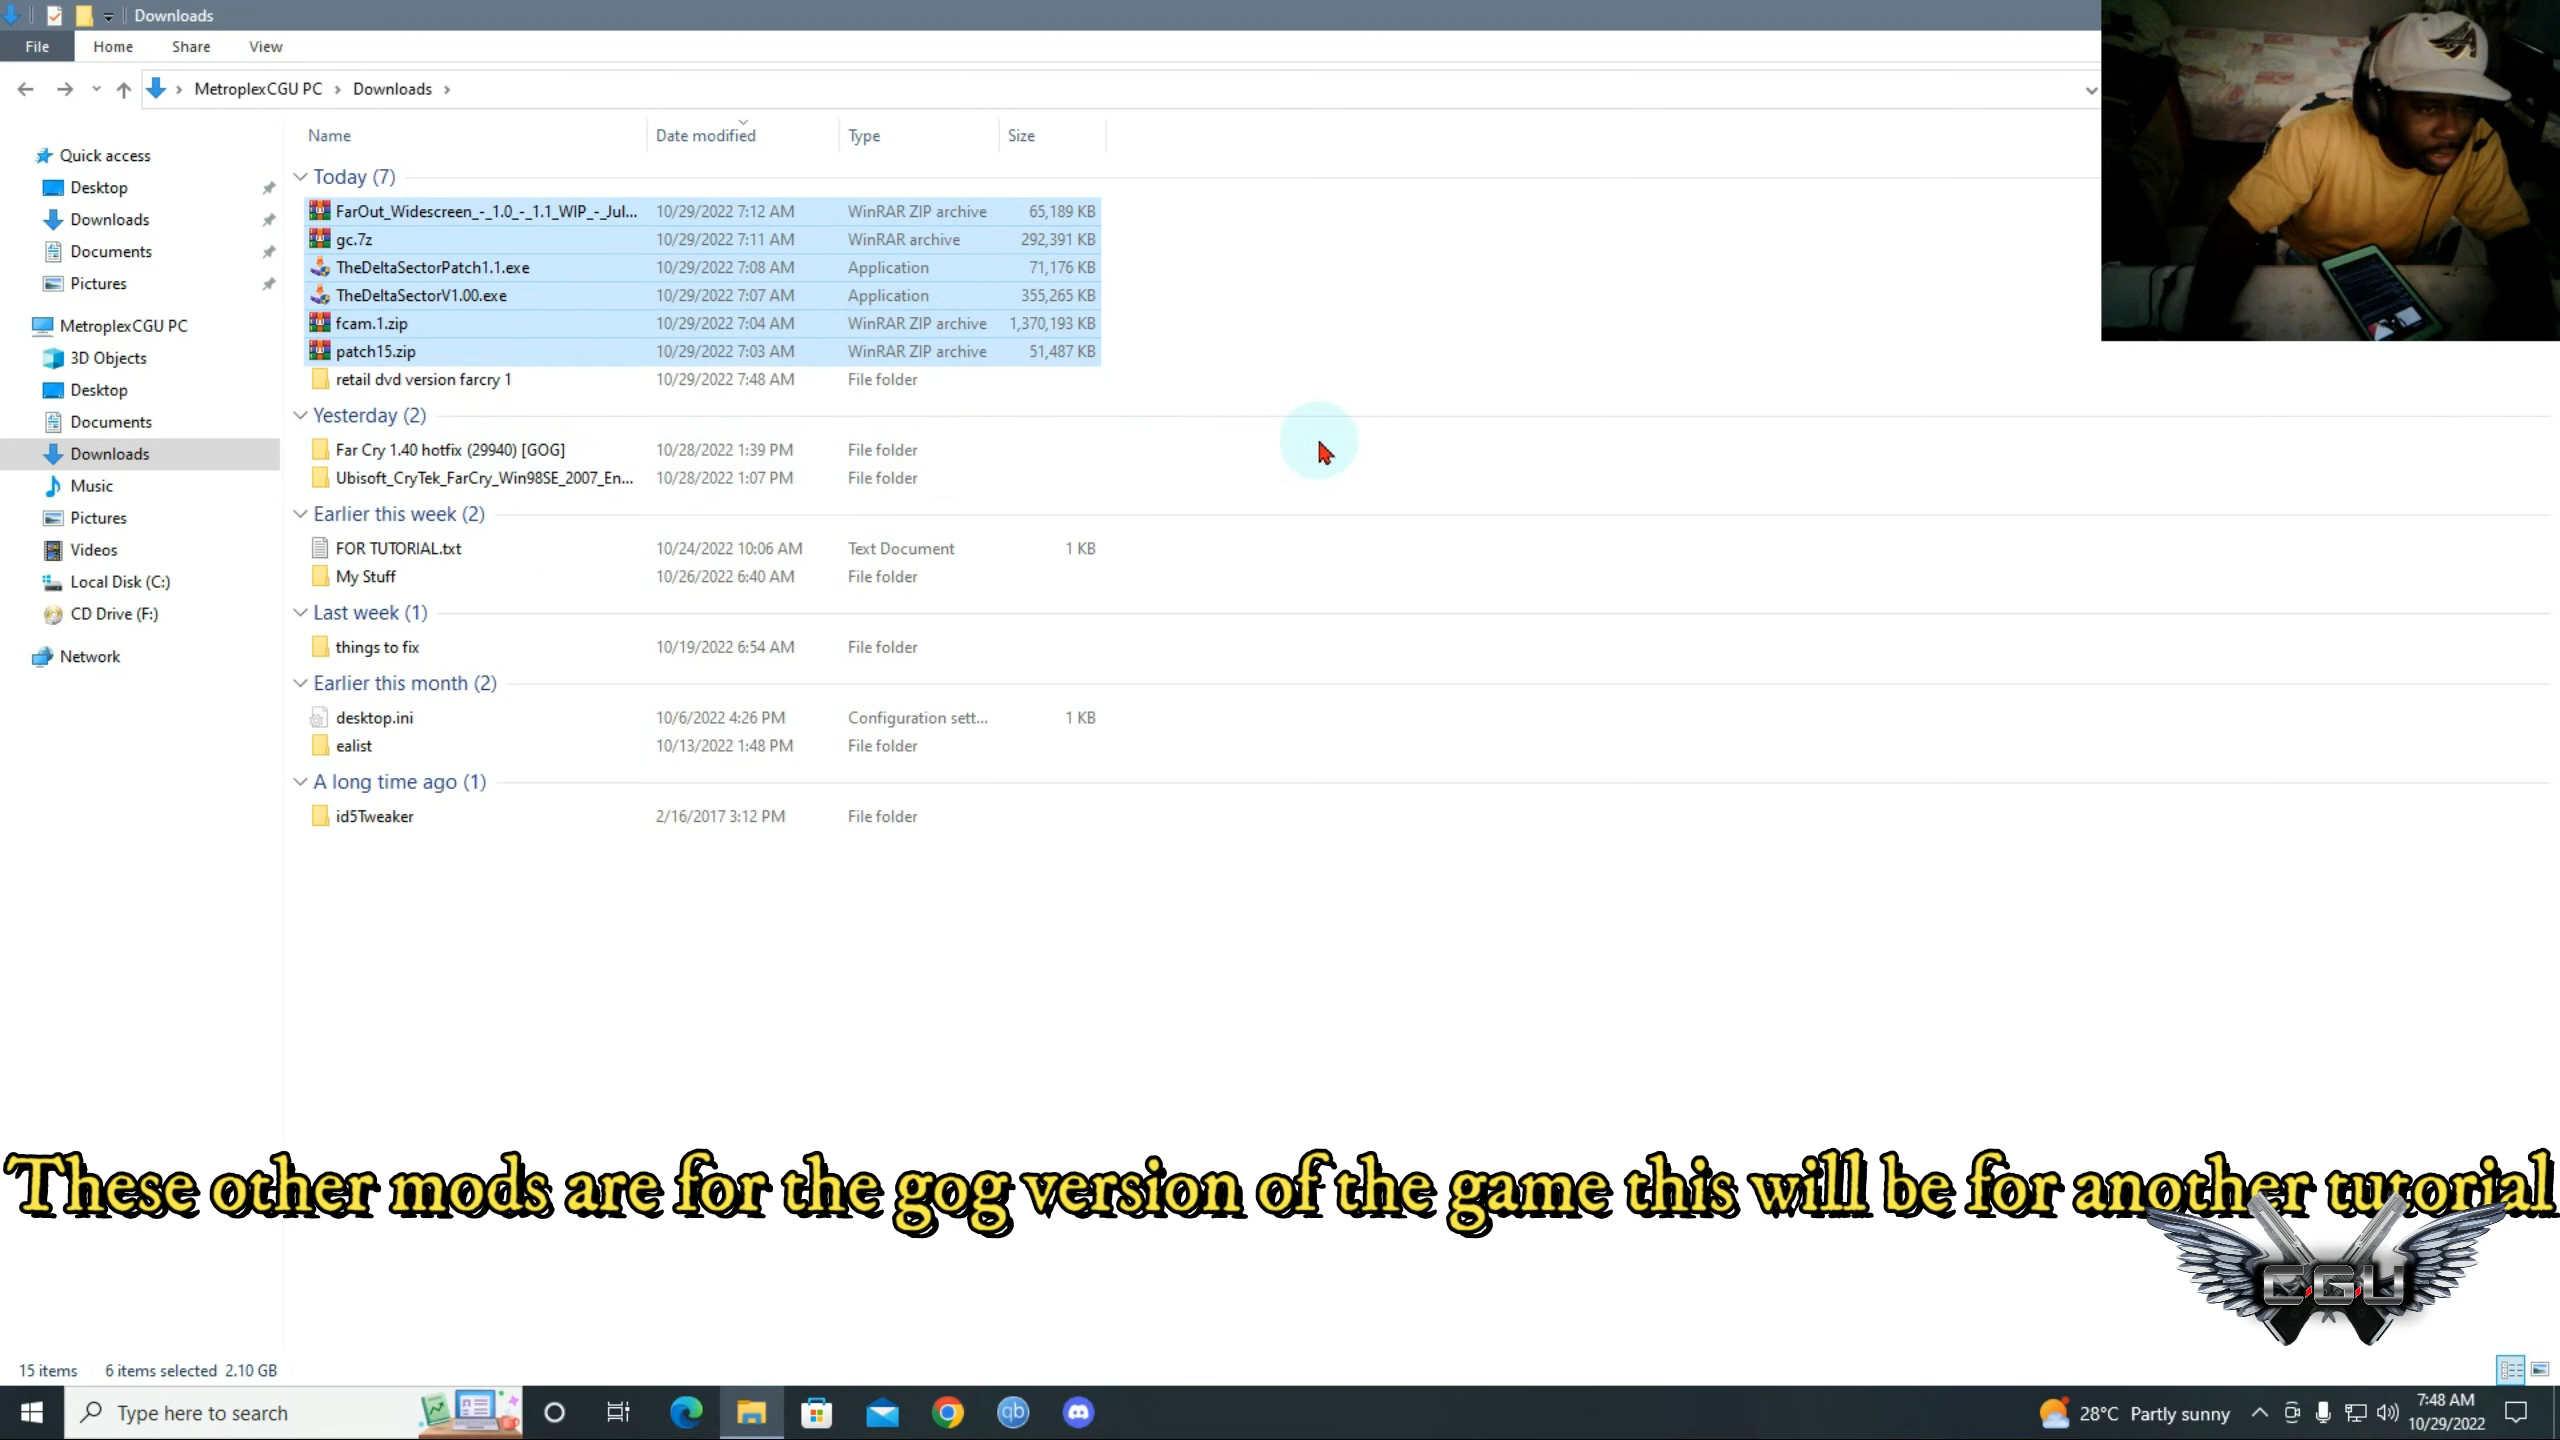 Downloads
File Home Share View
MetroplexCGU PC Downloads
Name Date modified Type Size
Quick access
Desktop
Downloads
Documents
Pictures
MetroplexCGU PC
3D Objects
Desktop
Documents
Downloads
Music
Pictures
Videos
Local Disk (C:)
CD Drive (F:)
Network
Today (7)
FarOut_Widescreen_-_1.0_-_1.1_WIP_-_Jul... 10/29/2022 7:12 AM WinRAR ZIP archive 65,189 KB
gc.7z 10/29/2022 7:11 AM WinRAR archive 292,391 KB
TheDeltaSectorPatch1.1.exe 10/29/2022 7:08 AM Application 71,176 KB
TheDeltaSectorV1.00.exe 10/29/2022 7:07 AM Application 355,265 KB
fcam.1.zip 10/29/2022 7:04 AM WinRAR ZIP archive 1,370,193 KB
patch15.zip 10/29/2022 7:03 AM WinRAR ZIP archive 51,487 KB
retail dvd version farcry 1 10/29/2022 7:48 AM File folder
Yesterday (2)
Far Cry 1.40 hotfix (29940) [GOG] 10/28/2022 1:39 PM File folder
Ubisoft_CryTek_FarCry_Win98SE_2007_En... 10/28/2022 1:07 PM File folder
Earlier this week (2)
FOR TUTORIAL.txt 10/24/2022 10:06 AM Text Document 1 KB
My Stuff 10/26/2022 6:40 AM File folder
Last week (1)
things to fix 10/19/2022 6:54 AM File folder
Earlier this month (2)
desktop.ini 10/6/2022 4:26 PM Configuration sett... 1 KB
ealist 10/13/2022 1:48 PM File folder
A long time ago (1)
id5Tweaker 2/16/2017 3:12 PM File folder
These other mods are for the gog version of the game this will be for another tutorial
C.G.U
15 items 6 items selected 2.10 GB
Type here to search
qb
28°C Partly sunny
7:48 AM
10/29/2022